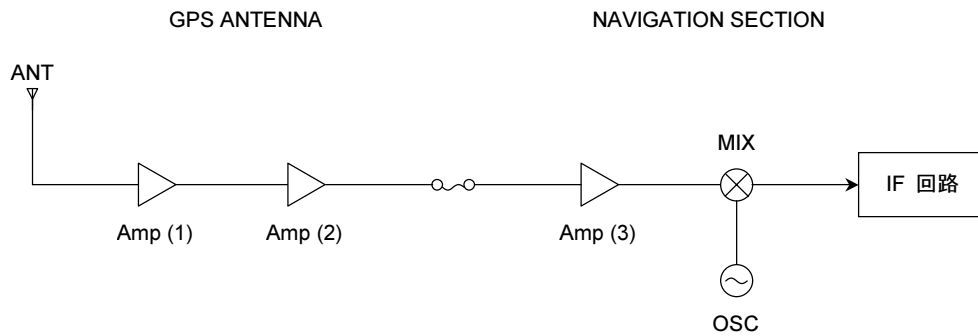 GPS ANTENNA
NAVIGATION SECTION
ANT
MIX
IF 回路
Amp (1)
Amp (2)
Amp (3)
OSC